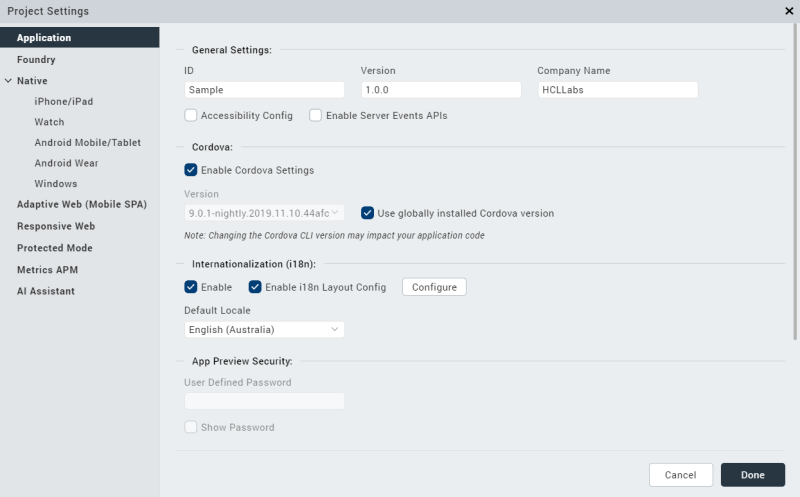 Project Settings
Application
Foundry
Native
iPhone/iPad
Watch
Android Mobile/Tablet
Android Wear
Windows
Adaptive Web (Mobile SPA)
Responsive Web
Protected Mode
Metrics APM
AI Assistant
General Settings:
ID Version Company Name
Sample 1.0.0 HCLLabs
Accessibility Config Enable Server Events APIs
Cordova:
Enable Cordova Settings
Version
9.0.1-nightly.2019.11.10.44afc Use globally installed Cordova version
Note: Changing the Cordova CLI version may impact your application code
Internationalization (i18n):
Enable Enable i18n Layout Config Configure
Default Locale
English (Australia)
App Preview Security:
User Defined Password
Show Password
Cancel Done